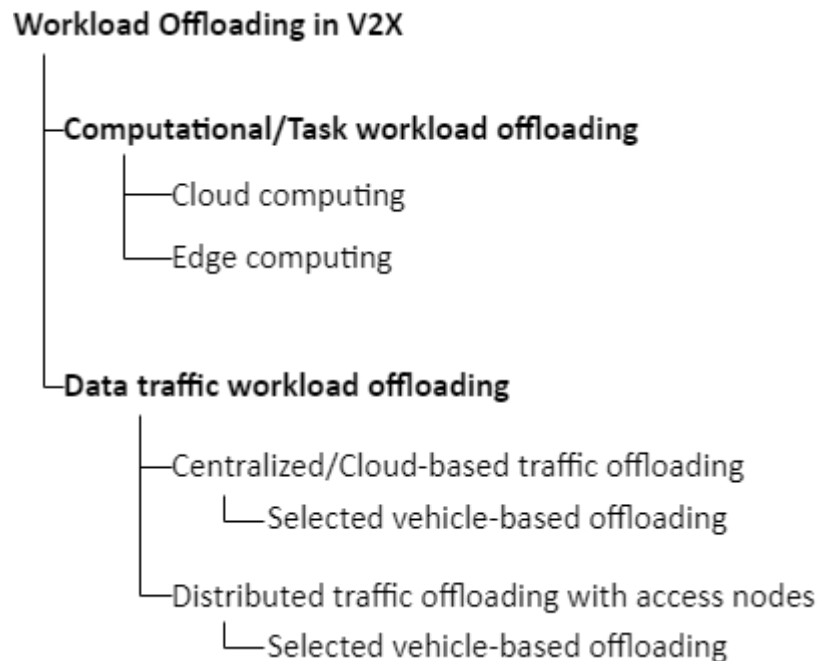 Workload Offloading in V2X
Computational/Task workload offloading
Cloud computing
Edge computing
Data traffic workload offloading
Centralized/Cloud-based traffic offloading
Selected vehicle-based offloading
Distributed traffic offloading with access nodes
Selected vehicle-based offloading